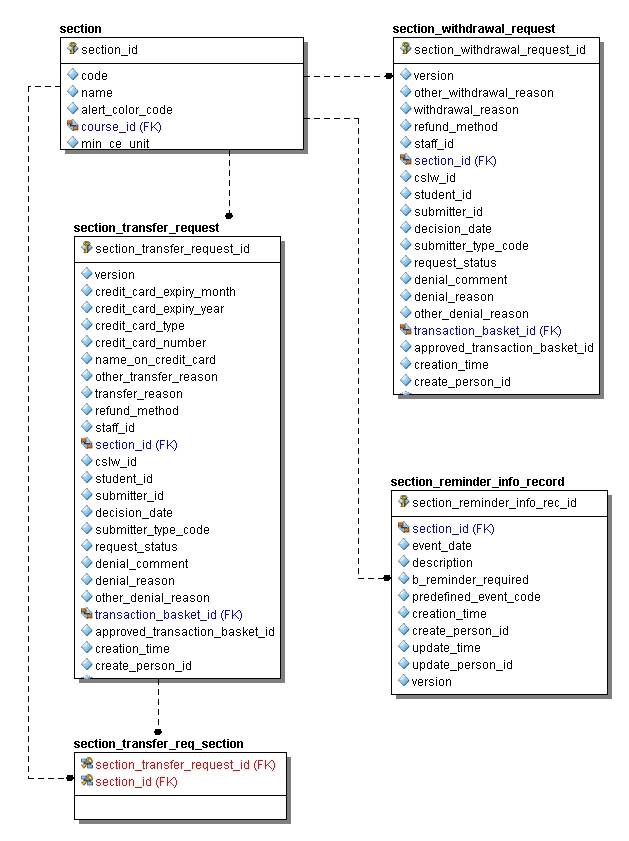 section
section_id
code
name
alert_color_code
course_id (FK)
min_ce_unit
section_withdrawal_request
section_withdrawal_request_id
version
other_withdrawal_reason
withdrawal_reason
refund_method
staff_id
section_id (FK)
cslw_id
student_id
submitter_id
decision_date
submitter_type_code
request_status
denial_comment
denial_reason
other_denial_reason
transaction_basket_id (FK)
approved_transaction_basket_id
creation_time
create_person_id
section_transfer_request
section_transfer_request_id
version
credit_card_expiry_month
credit_card_expiry_year
credit_card_type
credit_card_number
name_on_credit_card
other_transfer_reason
transfer_reason
refund_method
staff_id
section_id (FK)
cslw_id
student_id
submitter_id
decision_date
submitter_type_code
request_status
denial_comment
denial_reason
other_denial_reason
transaction_basket_id (FK)
approved_transaction_basket_id
creation_time
create_person_id
section_reminder_info_record
section_reminder_info_rec_id
section_id (FK)
event_date
description
b_reminder_required
predefined_event_code
creation_time
create_person_id
update_time
update_person_id
version
section_transfer_req_section
section_transfer_request_id (FK)
section_id (FK)